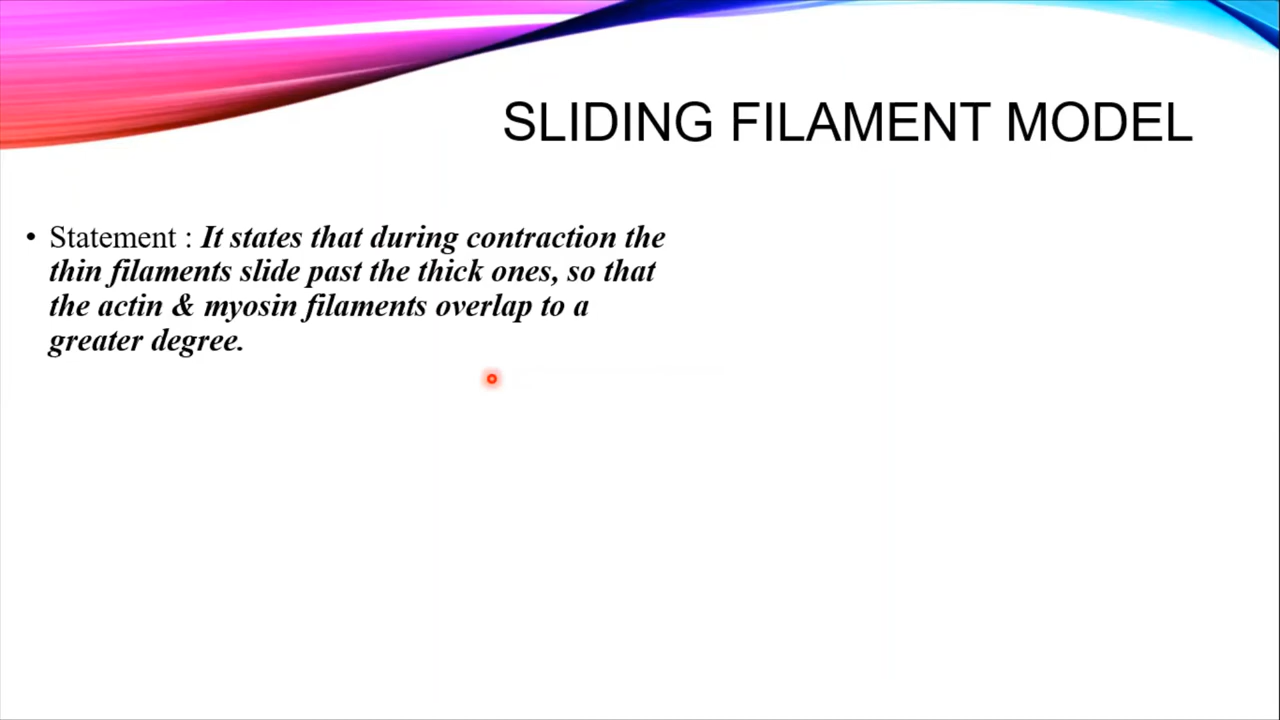 SLIDING FILAMENT MODEL
• Statement : It states that during contraction the
thin filaments slide past the thick ones, so that
the actin & myosin filaments overlap to a
greater degree.